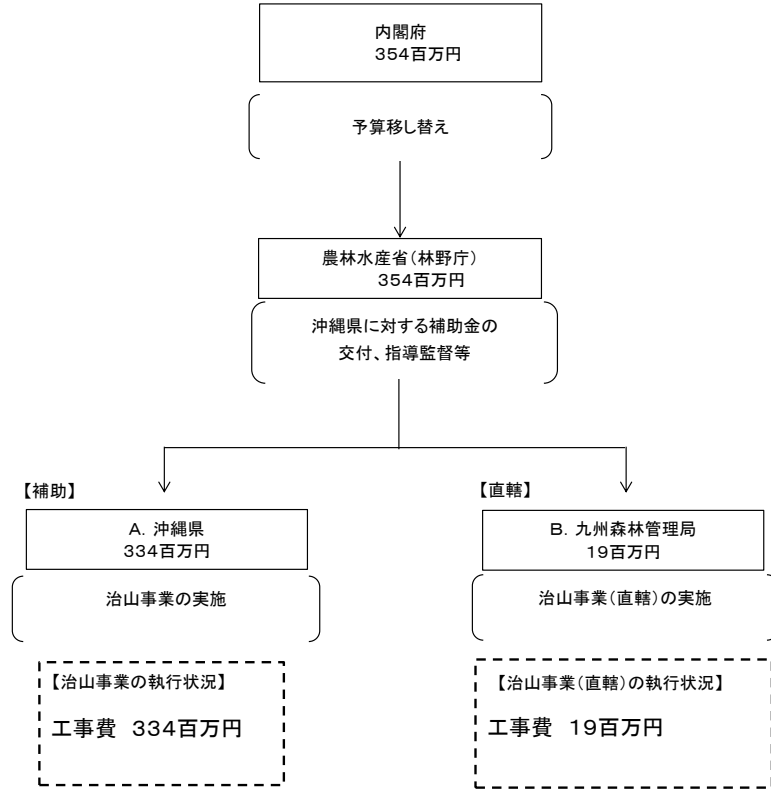 内閣府
354百万円
予算移し替え
農林水産省（林野庁）
354百万円
沖縄県に対する補助金の
交付、指導監督等
【補助】
A. 沖縄県
334百万円
治山事業の実施
【治山事業の執行状況】
工事費 334百万円
【直轄】
B. 九州森林管理局
19百万円
治山事業（直轄）の実施
【治山事業（直轄）の執行状況】
工事費 19百万円